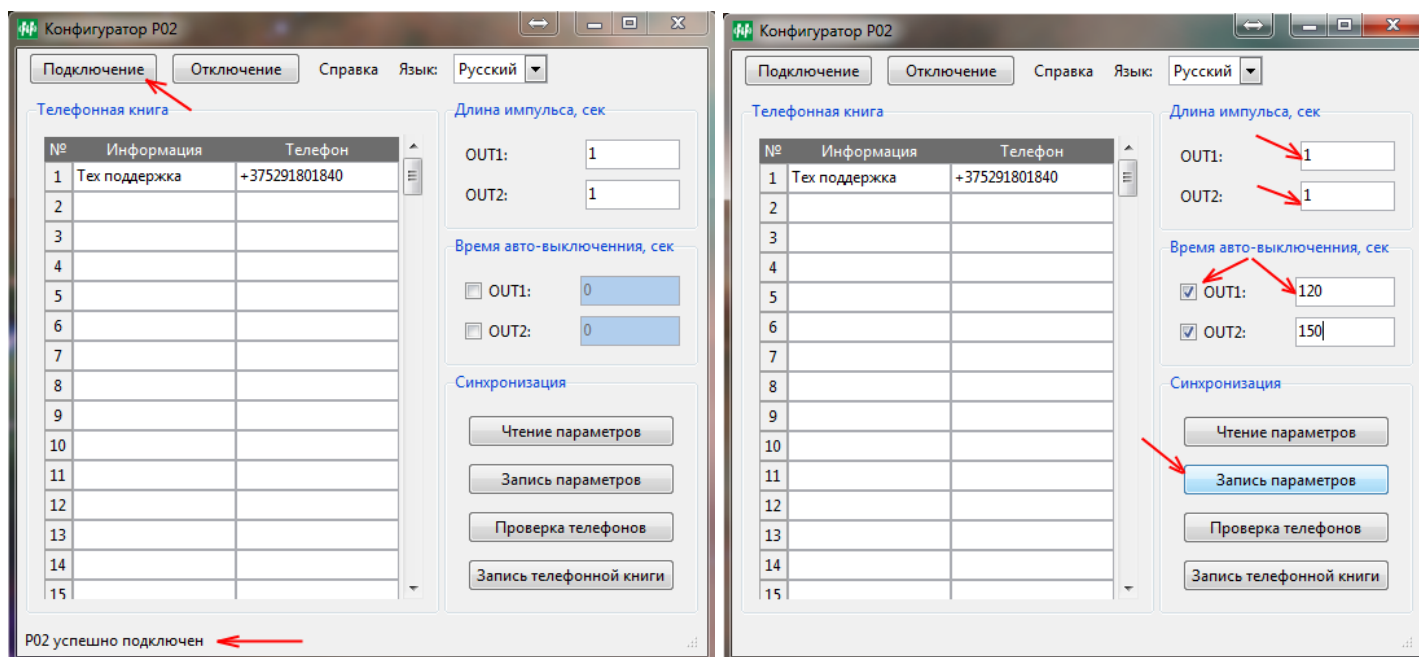 Конфигуратор P02
Подключение Отключение Справка Язык: Русский
Телефонная книга
№ Информация Телефон
1 Тех поддержка +375291801840
2
3
4
5
6
7
8
9
10
11
12
13
14
15
Длина импульса, сек
OUT1: 1
OUT2: 1
Время авто-выключенния, сек
OUT1: 0
OUT2: 0
Синхронизация
Чтение параметров
Запись параметров
Проверка телефонов
Запись телефонной книги
P02 успешно подключен
Конфигуратор P02
Подключение Отключение Справка Язык: Русский
Телефонная книга
№ Информация Телефон
1 Тех поддержка +375291801840
2
3
4
5
6
7
8
9
10
11
12
13
14
15
Длина импульса, сек
OUT1: 1
OUT2: 1
Время авто-выключенния, сек
OUT1: 120
OUT2: 150
Синхронизация
Чтение параметров
Запись параметров
Проверка телефонов
Запись телефонной книги